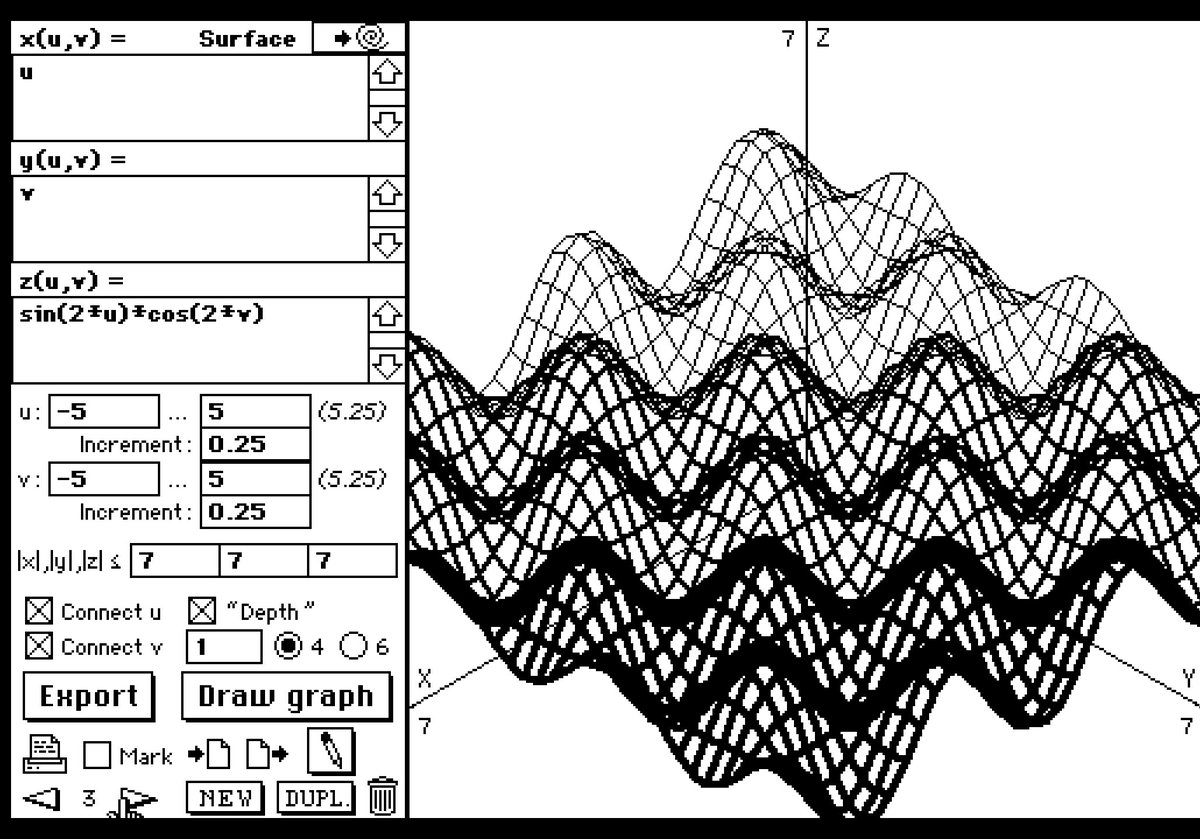 x(u,v) = Surface
u
y(u,v) =
v
z(u,v) =
sin(2*u)*cos(2*v)
u: -5 ... 5 (5.25)
Increment: 0.25
v: -5 ... 5 (5.25)
Increment: 0.25
|x|,|y|,|z| ≤ 7 7 7
Connect u "Depth"
Connect v 1 4 6
Export Draw graph
Mark
3 NEW DUPL.
7 Z
X Y
7 7